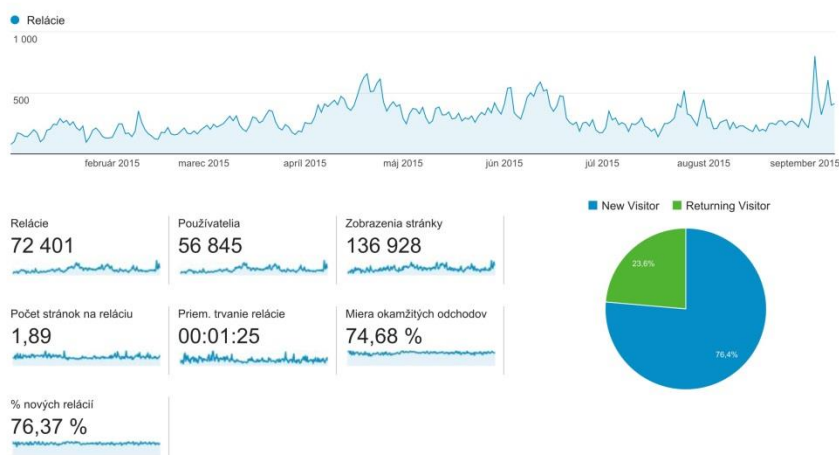 Relácie
1 000
500
február 2015
marec 2015
apríl 2015
máj 2015
jún 2015
júl 2015
august 2015
september 2015
New Visitor
Returning Visitor
Relácie
72 401
Používatelia
56 845
Zobrazenia stránky
136 928
Počet stránok na reláciu
1,89
Priem. trvanie relácie
00:01:25
Miera okamžitých odchodov
74,68 %
% nových relácií
76,37 %
23,6%
76,4%